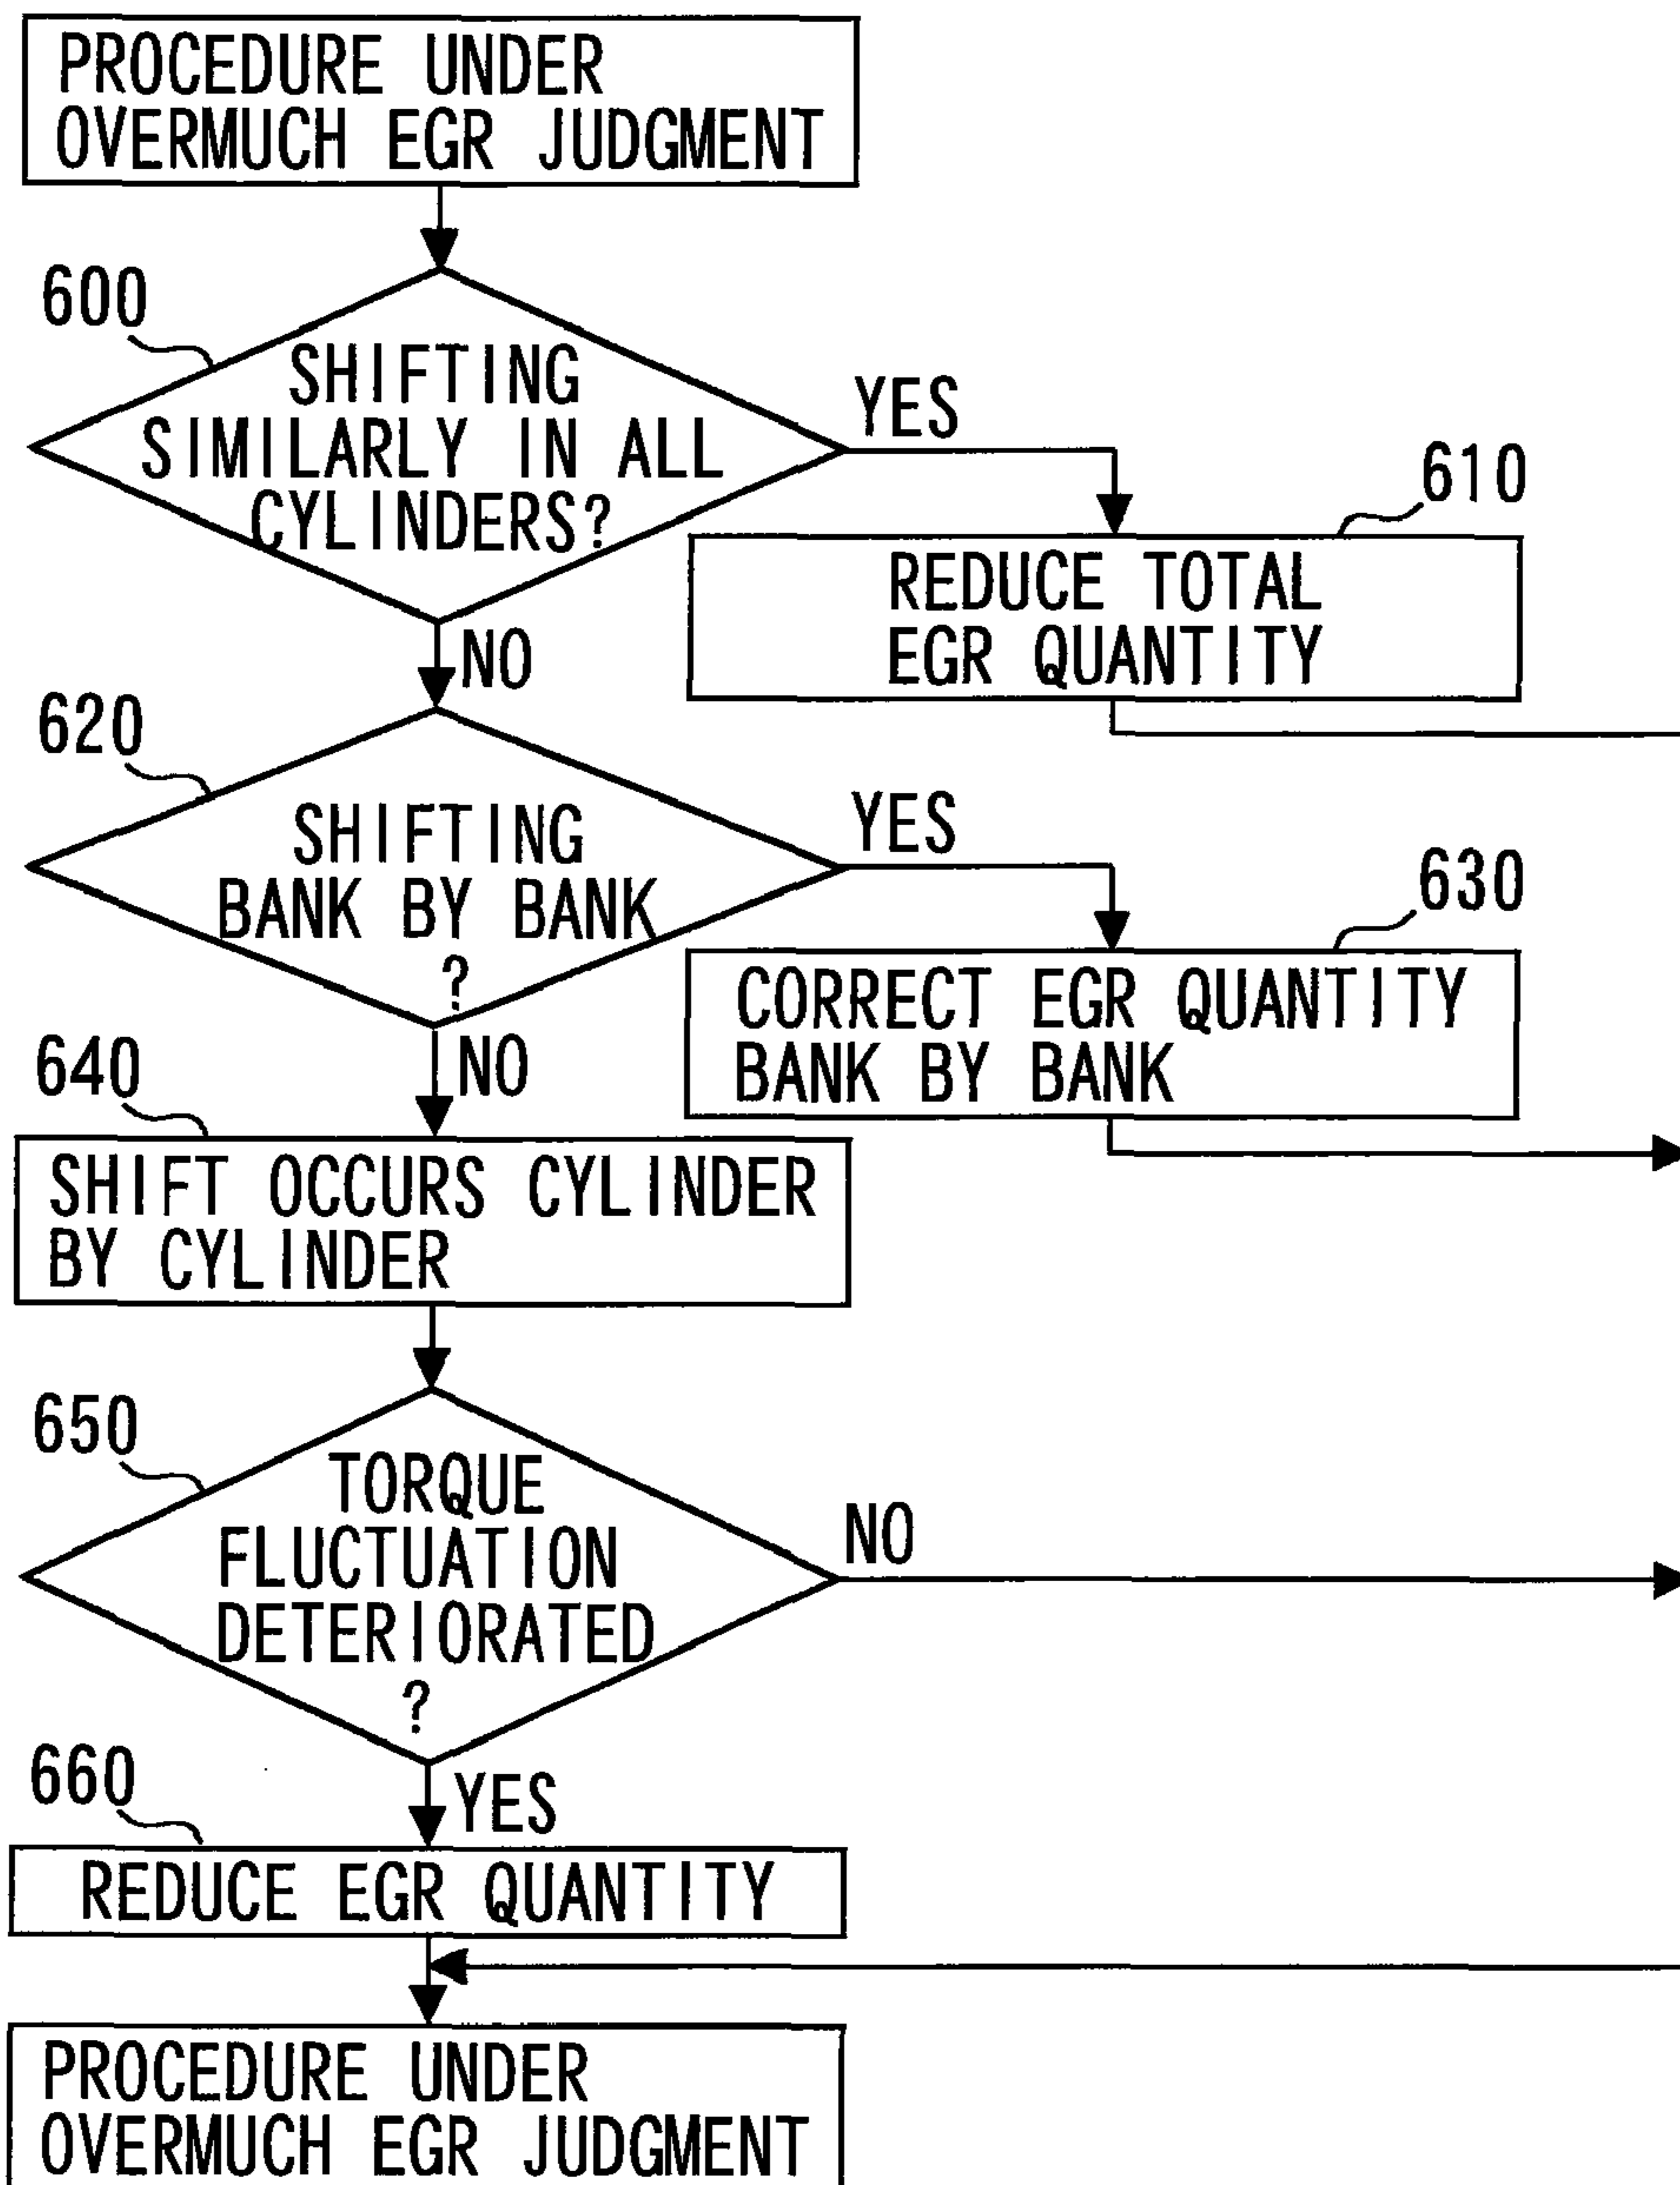 PROCEDURE UNDER
OVERMUCH EGR JUDGMENT
600
SHIFTING
SIMILARLY IN ALL
CYLINDERS?
YES
610
REDUCE TOTAL
EGR QUANTITY
NO
620
SHIFTING
BANK BY BANK
?
YES
630
CORRECT EGR QUANTITY
BANK BY BANK
NO
640
SHIFT OCCURS CYLINDER
BY CYLINDER
650
TORQUE
FLUCTUATION
DETERIORATED
?
NO
YES
660
REDUCE EGR QUANTITY
PROCEDURE UNDER
OVERMUCH EGR JUDGMENT